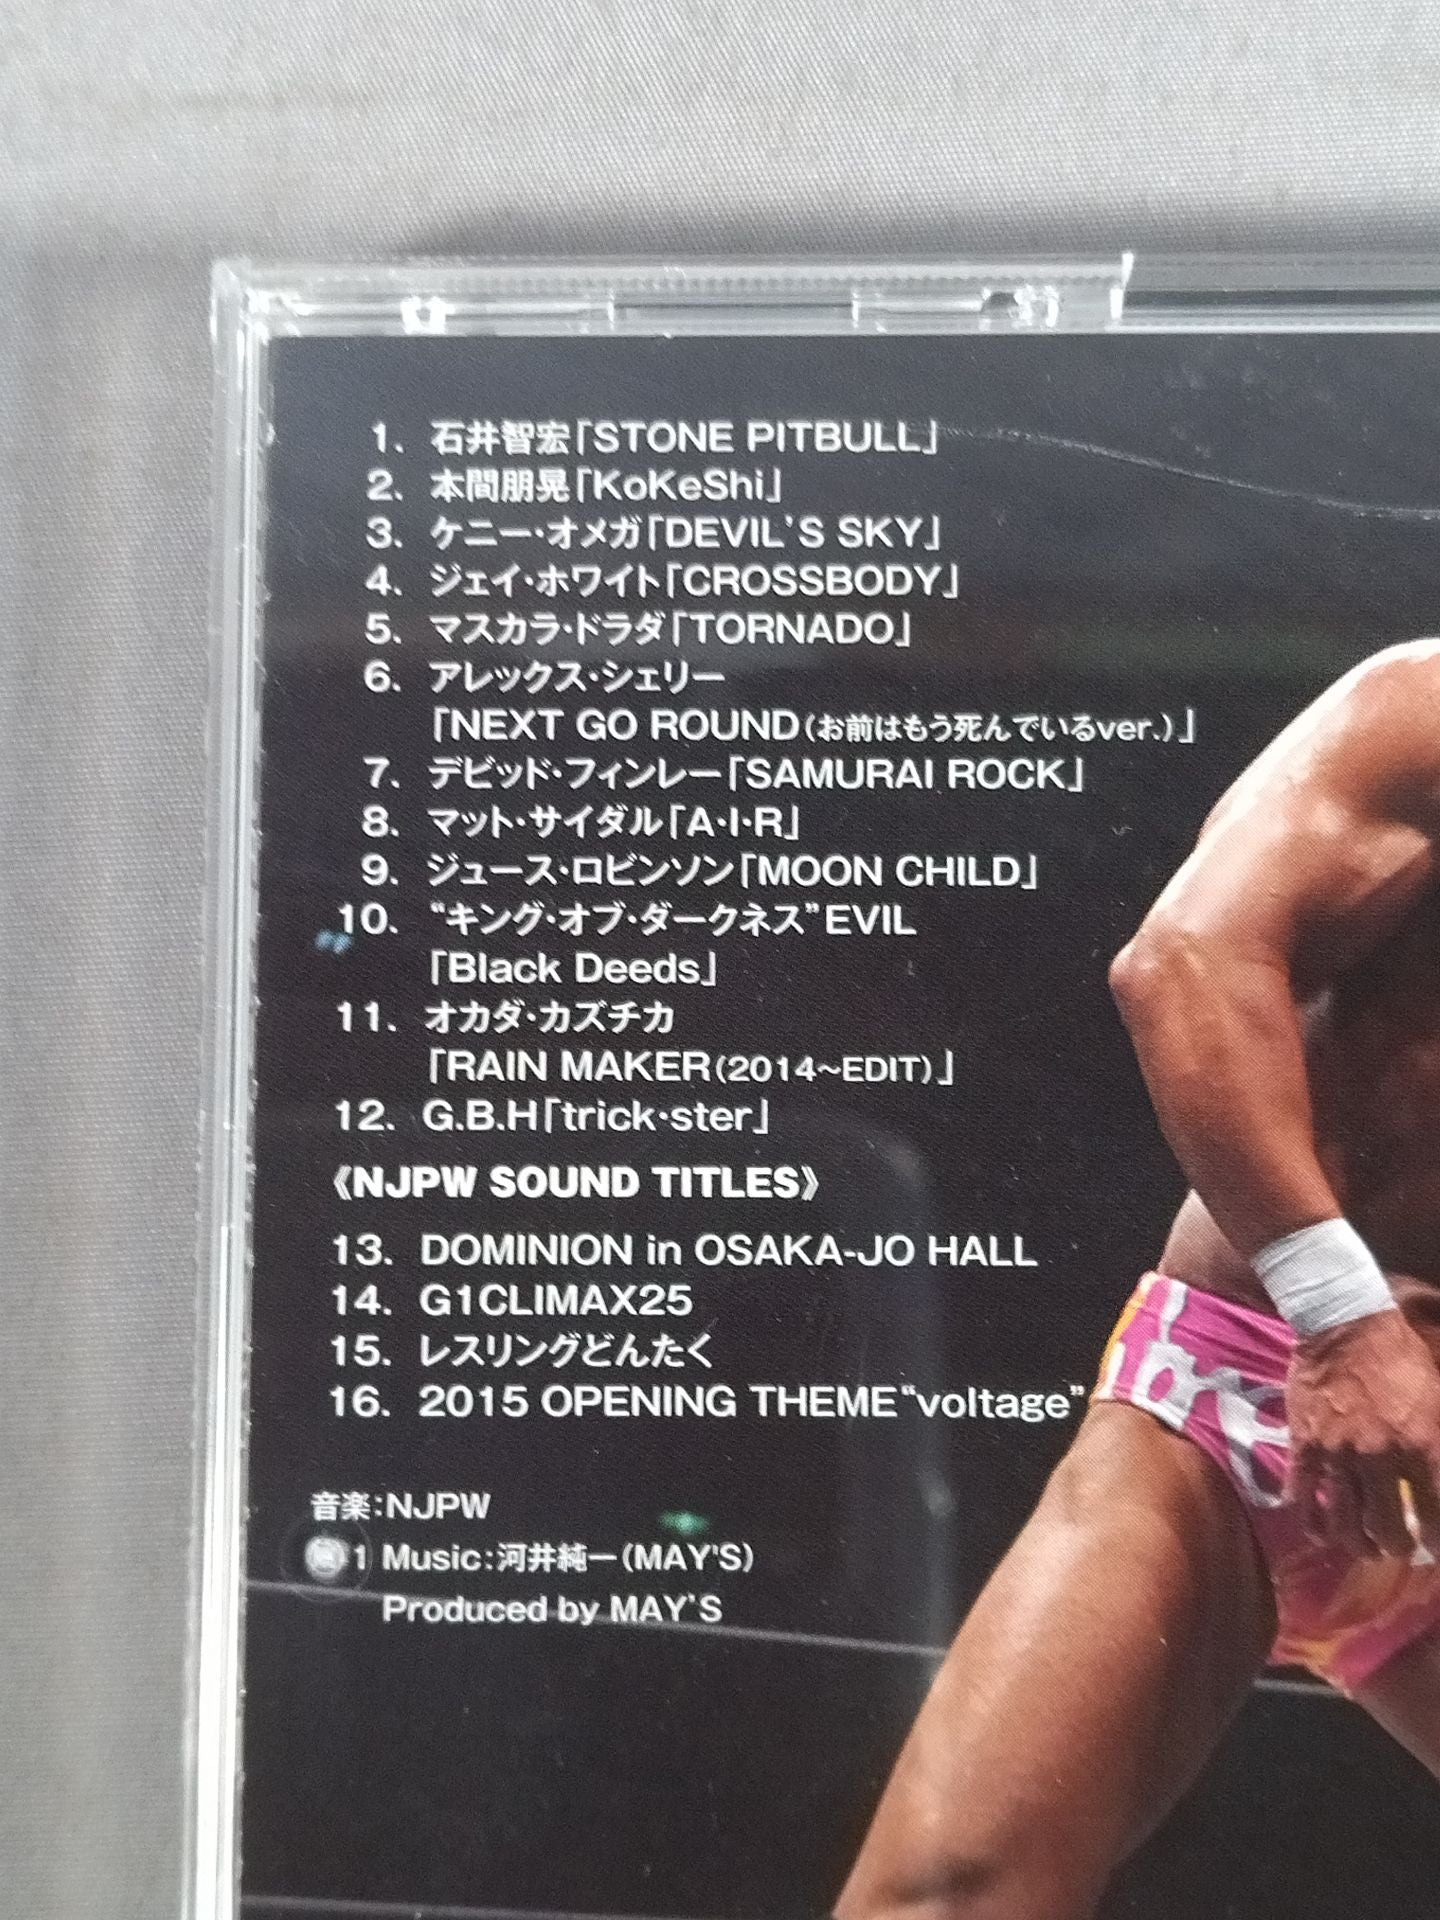 1. 石井智宏「STONE PITBULL」
2. 本間朋晃「KoKeShi」
3. ケニー・オメガ「DEVIL'S SKY」
4. ジェイ・ホワイト「CROSSBODY」
5. マスカラ・ドラダ「TORNADO」
6. アレックス・シェリー
「NEXT GO ROUND(お前はもう死んでいるver.)」
7. デビッド・フィンレー「SAMURAI ROCK」
8. マット・サイダル「A・I・R」
9. ジュース・ロビンソン「MOON CHILD」
10. “キング・オブ・ダークネス”EVIL
「Black Deeds」
11. オカダ・カズチカ
「RAIN MAKER(2014~EDIT)」
12. G.B.H「trick・ster」
《NJPW SOUND TITLES》
13. DOMINION in OSAKA-JO HALL
14. G1CLIMAX25
15. レスリングどんたく
16. 2015 OPENING THEME“voltage”
音楽:NJPW
1 Music:河井純一(MAY'S)
Produced by MAY'S